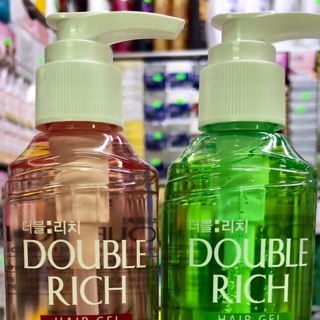 더블:리치
DOUBLE
RICH
HAIR GEL
더블:리치
DOUBLE
RICH
HAIR GEL